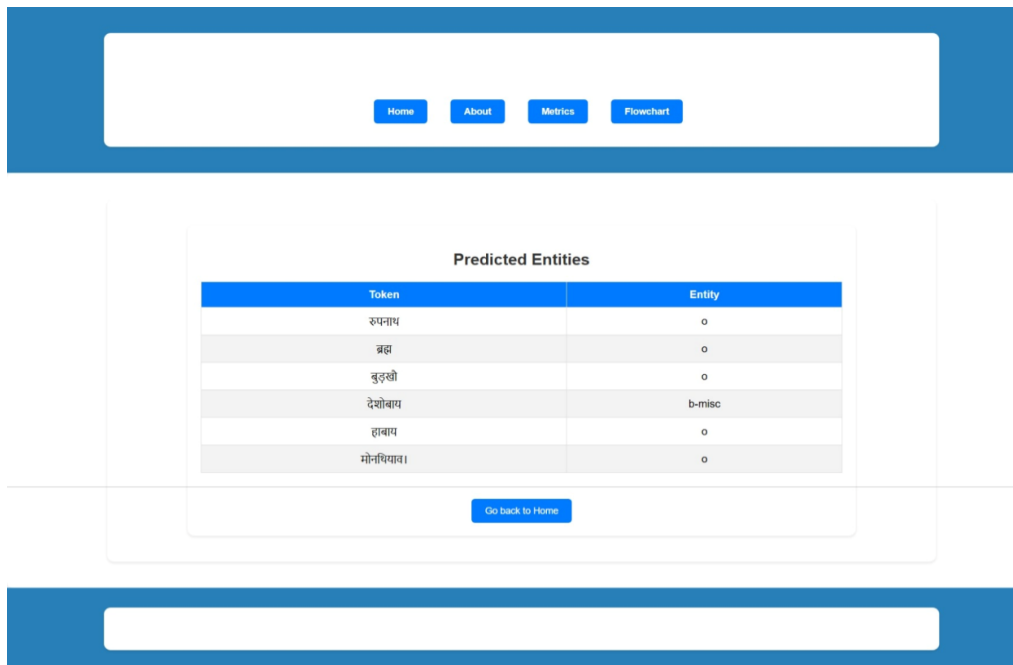 Home About Metrics Flowchart
Predicted Entities
Token Entity
रुपनाथ o
ब्रह्म o
बुड़खौ o
देशोबाय b-misc
हाबाय o
मोनथियाव। o
Go back to Home